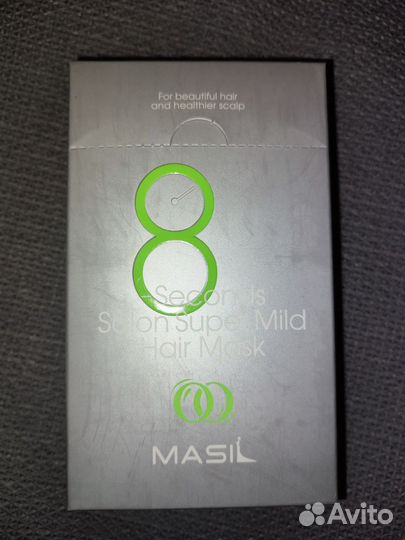 For beautiful hair
and healthier scalp
8
Seconds
Salon Super Mild
Hair Mask
MASIL
Avito